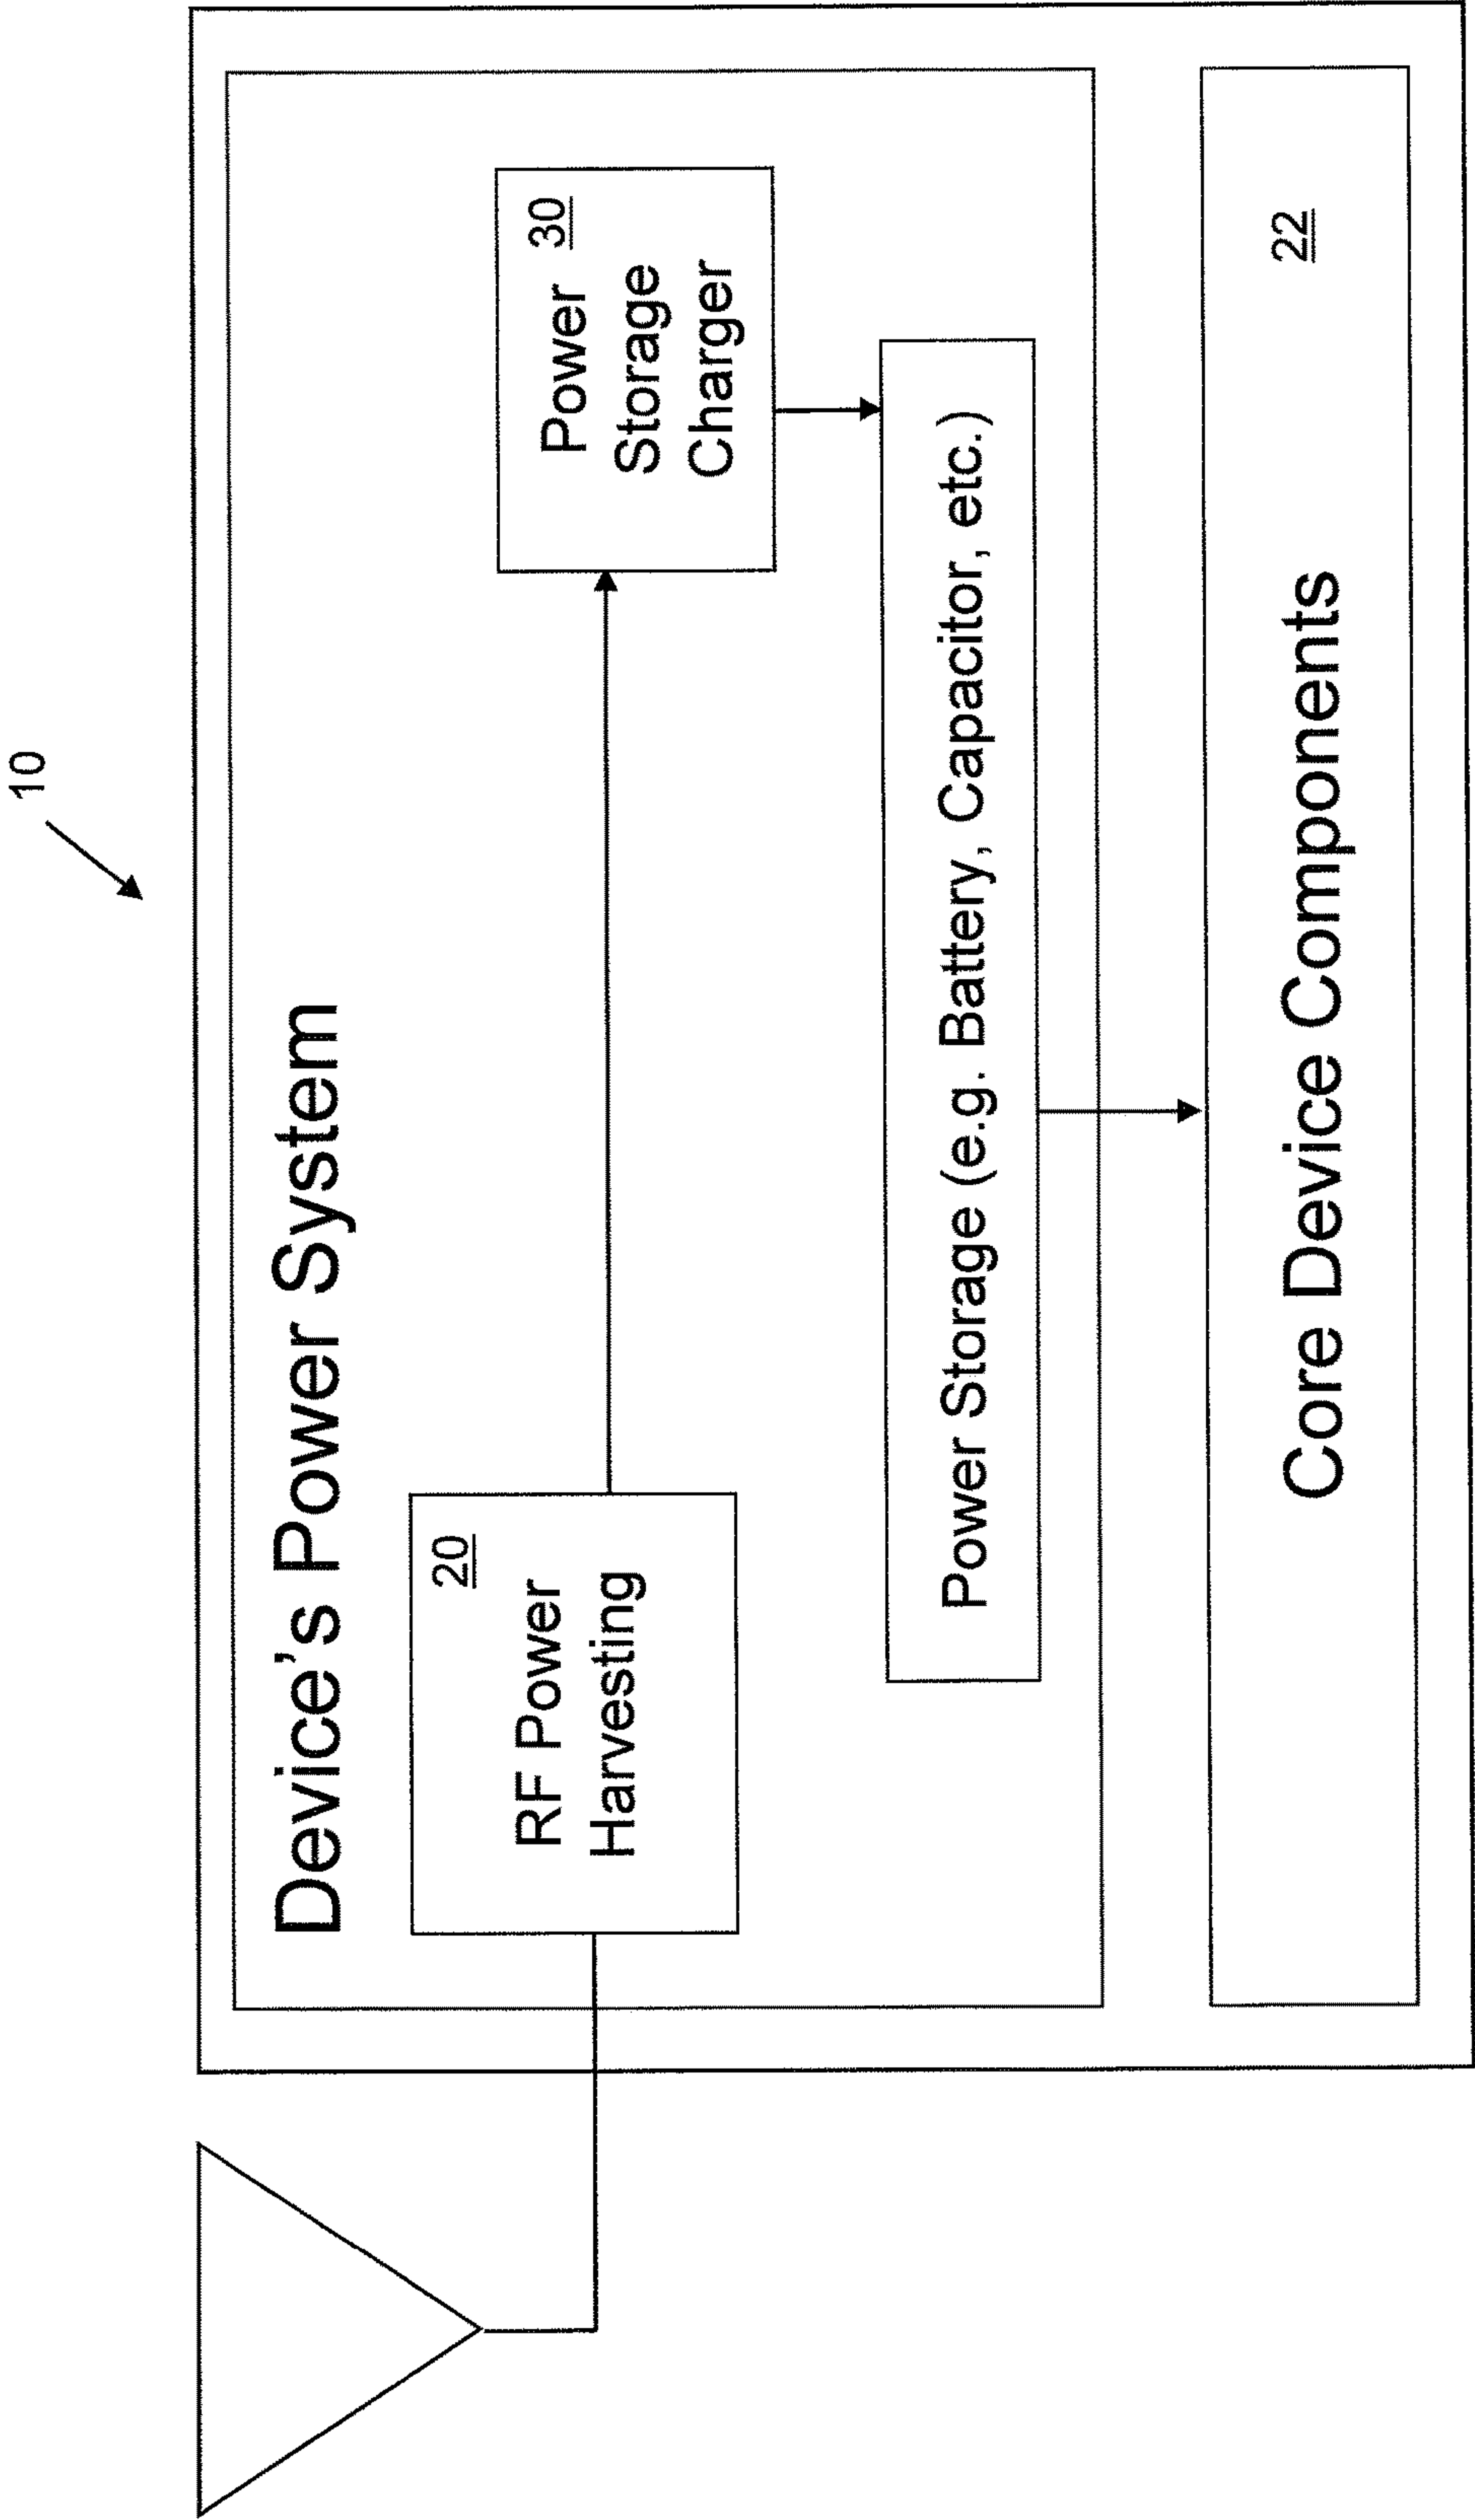 10
Device's Power System
20
RF Power
Harvesting
30
Power
Storage
Charger
Power Storage (e.g. Battery, Capacitor, etc.)
22
Core Device Components